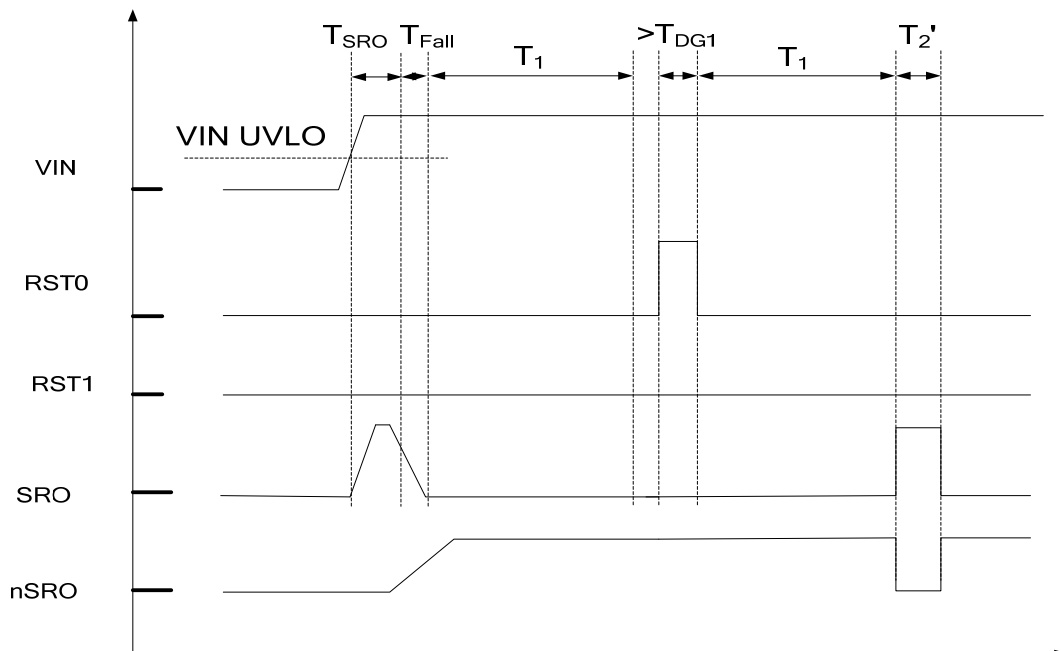 TSRO TFall T1 >TDG1 T1 T2'
VIN UVLO
VIN
RST0
RST1
SRO
nSRO